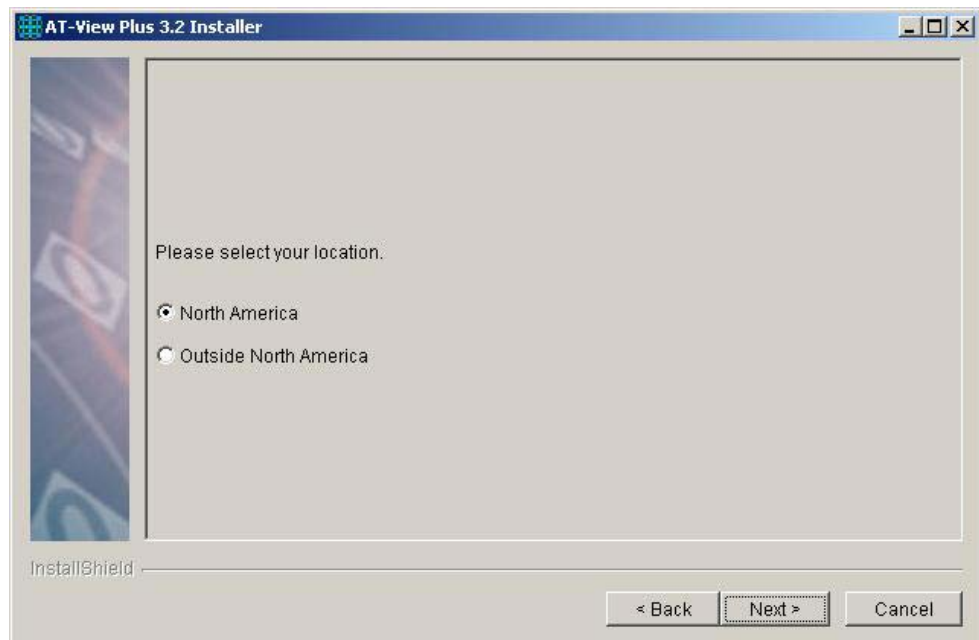 AT-View Plus 3.2 Installer
Please select your location.
North America
Outside North America
InstallShield
< Back
Next >
Cancel